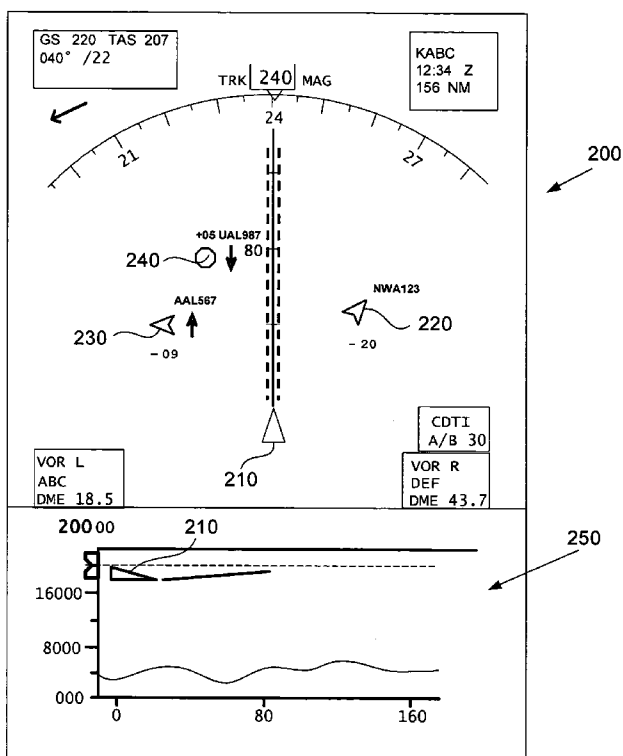 GS 220 TAS 207
040° /22
KABC
12:34 Z
156 NM
TRK 240 MAG
24
21
27
200
+05 UAL987
240
80
NWA123
AAL567
230
220
- 09
- 20
CDTI
A/B 30
210
VOR L
ABC
DME 18.5
VOR R
DEF
DME 43.7
20000
210
250
16000
8000
000
0
80
160